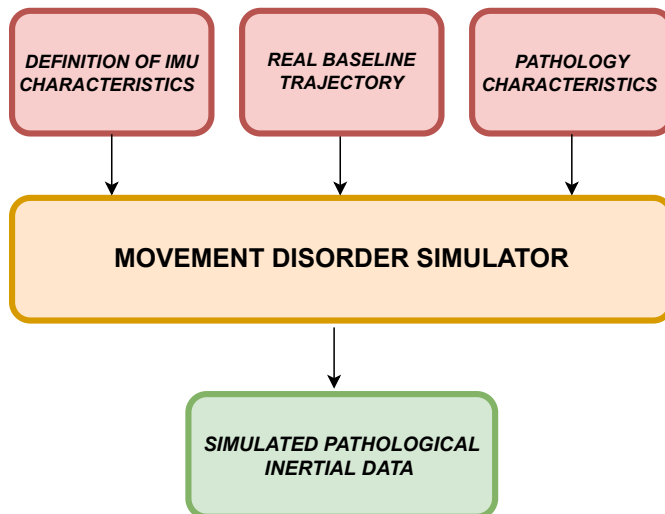 DEFINITION OF IMU
CHARACTERISTICS
REAL BASELINE
TRAJECTORY
PATHOLOGY
CHARACTERISTICS
MOVEMENT DISORDER SIMULATOR
SIMULATED PATHOLOGICAL
INERTIAL DATA